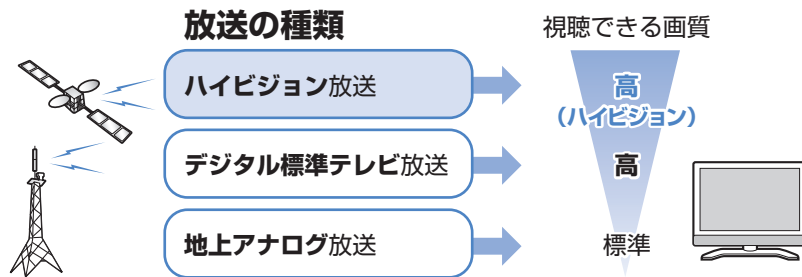 放送の種類
視聴できる画質
ハイビジョン放送
高
（ハイビジョン）
デジタル標準テレビ放送
高
地上アナログ放送
標準